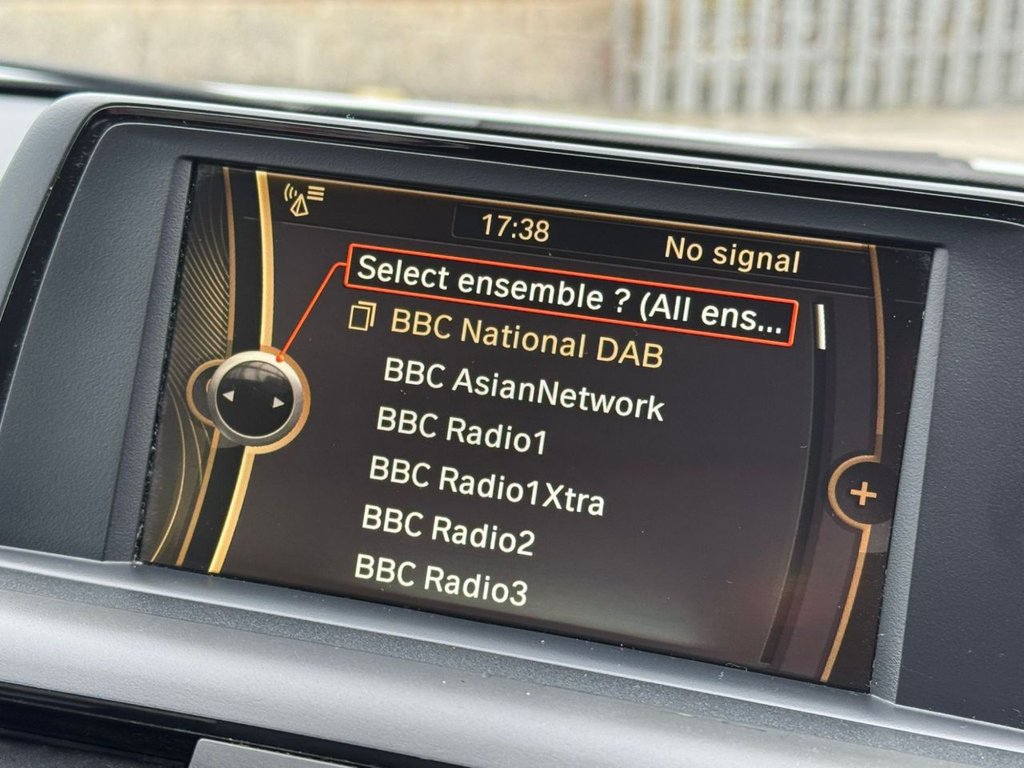 17:38
No signal
Select ensemble ? (All ens...
BBC National DAB
BBC AsianNetwork
BBC Radio1
BBC Radio1Xtra
BBC Radio2
BBC Radio3
+